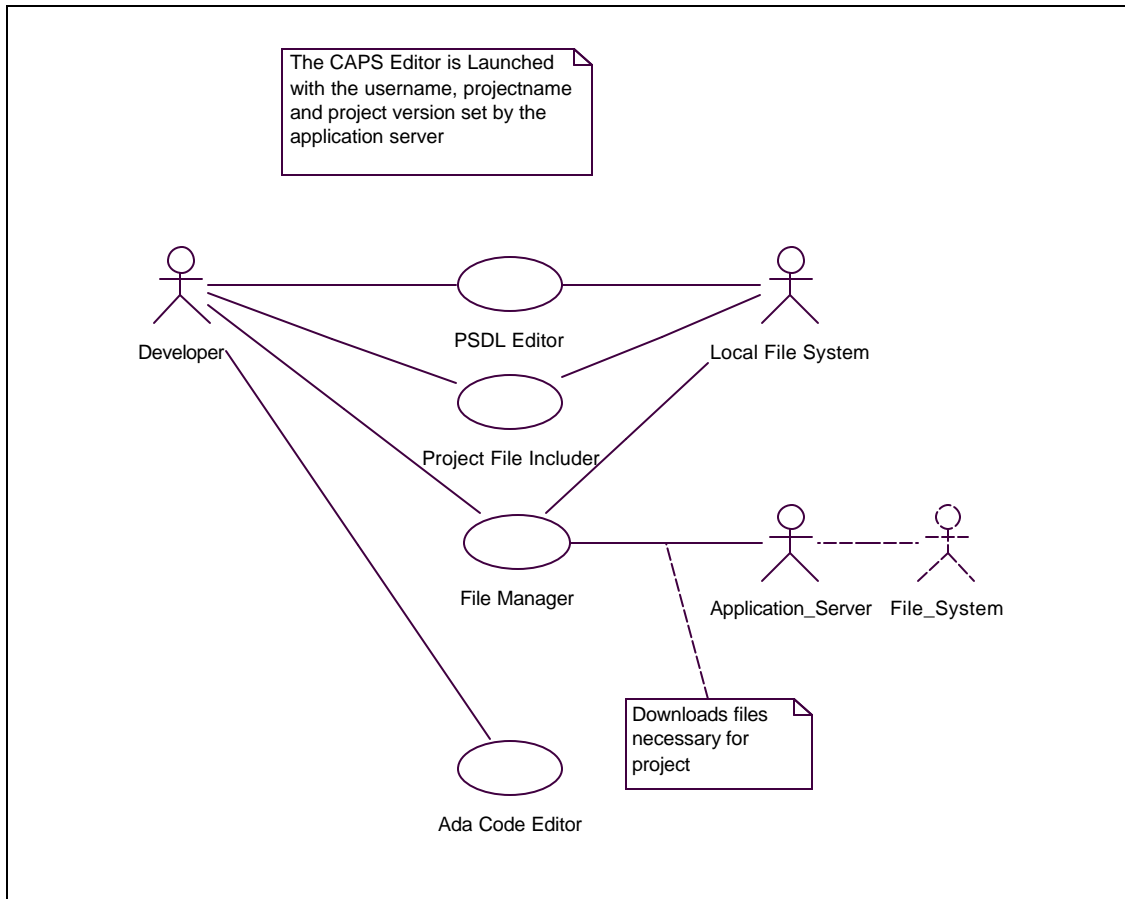 The CAPS Editor is Launched
with the username, projectname
and project version set by the
application server
PSDL Editor
Developer
Local File System
Project File Includer
File Manager
Application_Server
File_System
Downloads files
necessary for
project
Ada Code Editor